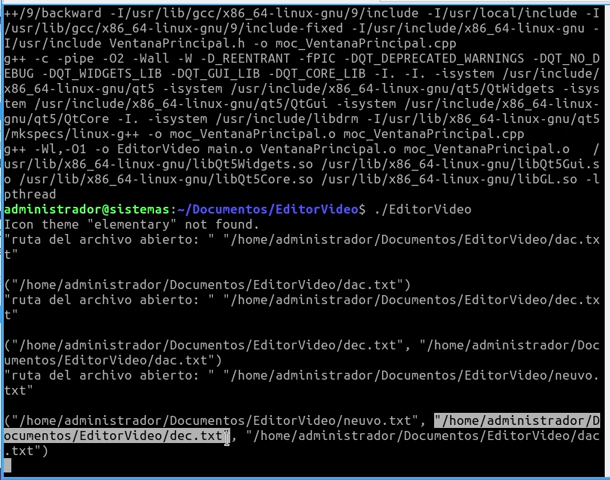 ++/9/backward -I/usr/lib/gcc/x86_64-linux-gnu/9/include -I/usr/local/include -I
/usr/lib/gcc/x86_64-linux-gnu/9/include-fixed -I/usr/include/x86_64-linux-gnu -
I/usr/include VentanaPrincipal.h -o moc_VentanaPrincipal.cpp
g++ -c -pipe -O2 -Wall -W -D_REENTRANT -fPIC -DQT_DEPRECATED_WARNINGS -DQT_NO_D
EBUG -DQT_WIDGETS_LIB -DQT_GUI_LIB -DQT_CORE_LIB -I. -I. -isystem /usr/include/
x86_64-linux-gnu/qt5 -isystem /usr/include/x86_64-linux-gnu/qt5/QtWidgets -isys
tem /usr/include/x86_64-linux-gnu/qt5/QtGui -isystem /usr/include/x86_64-linux-
gnu/qt5/QtCore -I. -isystem /usr/include/libdrm -I/usr/lib/x86_64-linux-gnu/qt5
/mkspecs/linux-g++ -o moc_VentanaPrincipal.o moc_VentanaPrincipal.cpp
g++ -Wl,-O1 -o EditorVideo main.o VentanaPrincipal.o moc_VentanaPrincipal.o   /
usr/lib/x86_64-linux-gnu/libQt5Widgets.so /usr/lib/x86_64-linux-gnu/libQt5Gui.s
o /usr/lib/x86_64-linux-gnu/libQt5Core.so /usr/lib/x86_64-linux-gnu/libGL.so -l
pthread
administrador@sistemas:~/Documentos/EditorVideo$ ./EditorVideo
Icon theme "elementary" not found.
"ruta del archivo abierto: " "/home/administrador/Documentos/EditorVideo/dac.tx
t"
("/home/administrador/Documentos/EditorVideo/dac.txt")
"ruta del archivo abierto: " "/home/administrador/Documentos/EditorVideo/dec.tx
t"
("/home/administrador/Documentos/EditorVideo/dec.txt", "/home/administrador/Doc
umentos/EditorVideo/dac.txt")
"ruta del archivo abierto: " "/home/administrador/Documentos/EditorVideo/neuvo.
txt"
("/home/administrador/Documentos/EditorVideo/neuvo.txt", "/home/administrador/D
ocumentos/EditorVideo/dec.txt", "/home/administrador/Documentos/EditorVideo/dac
.txt")